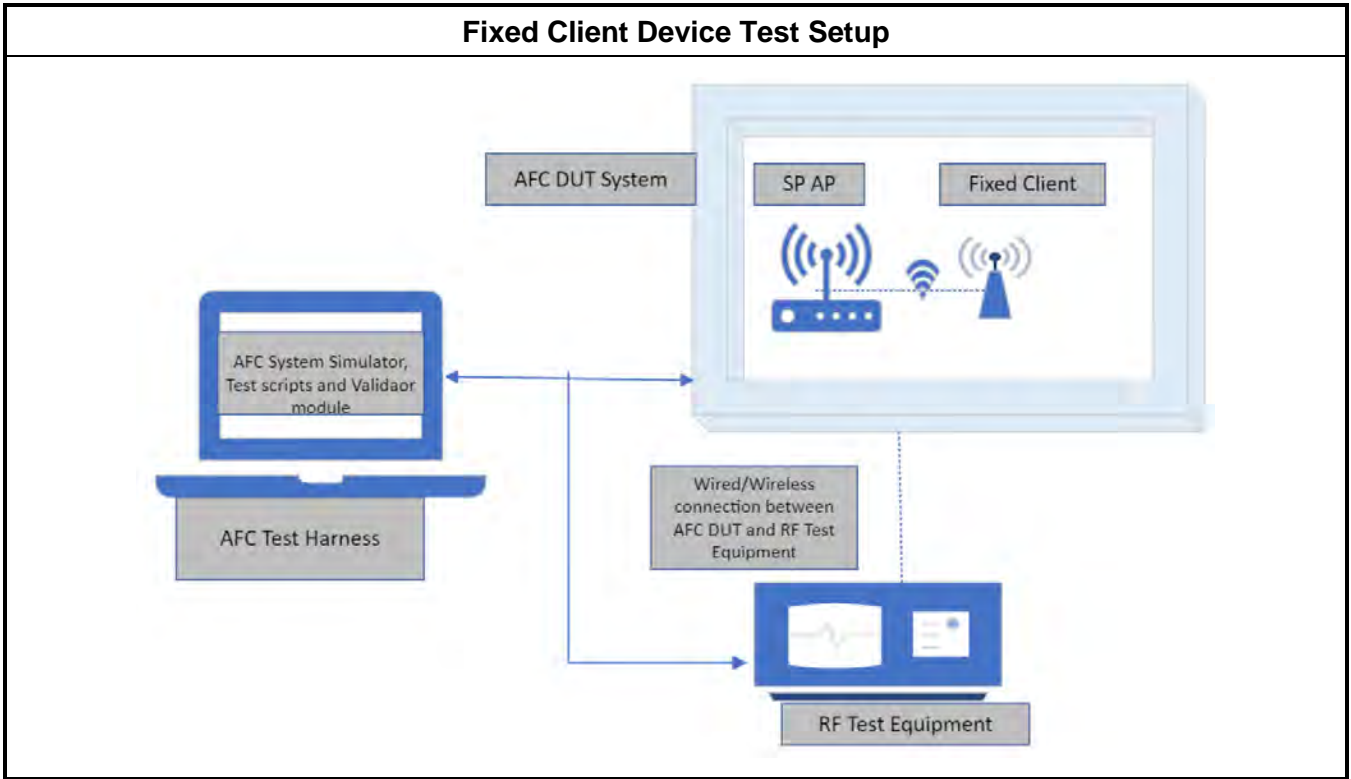 Fixed Client Device Test Setup
AFC DUT System
SP AP
Fixed Client
AFC System Simulator,
Test scripts and Validaor
module
AFC Test Harness
Wired/Wireless
connection between
AFC DUT and RF Test
Equipment
RF Test Equipment